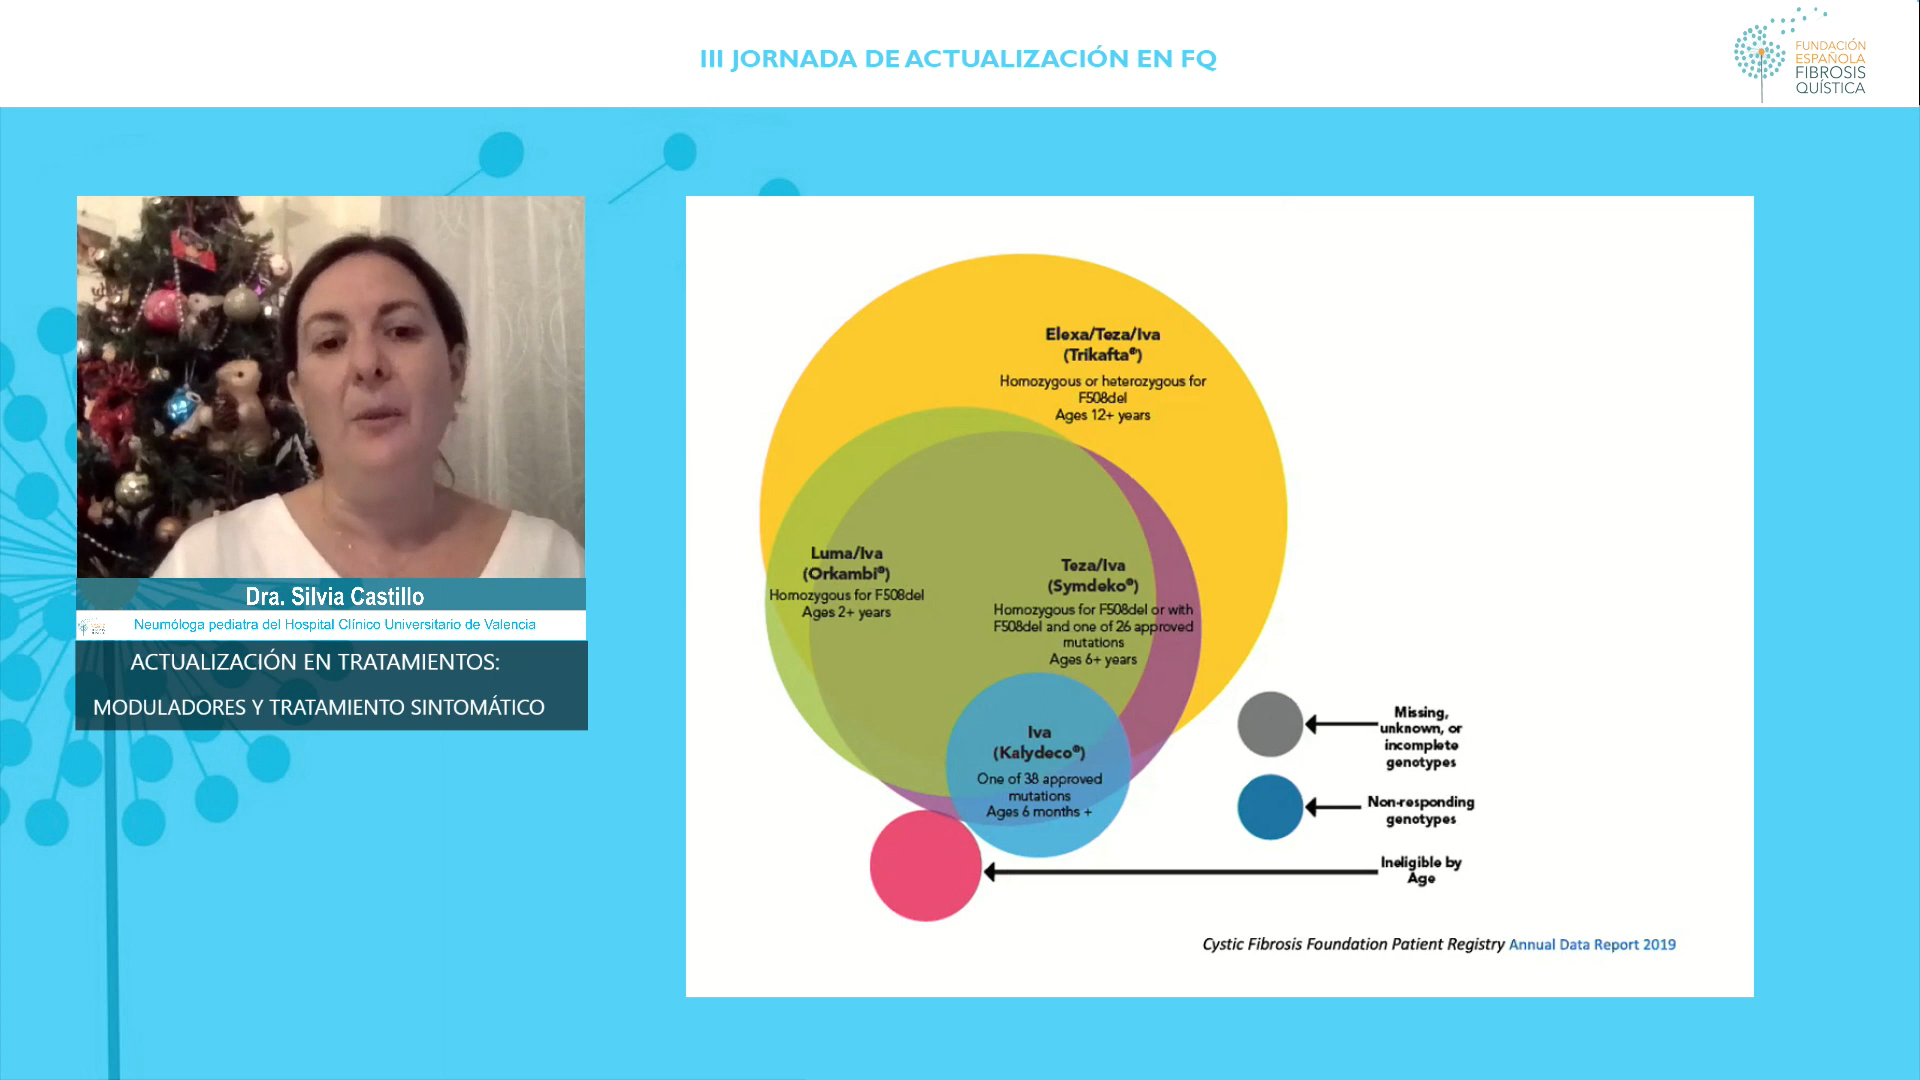 III JORNADA DE ACTUALIZACIÓN EN FQ
FUNDACIÓN
ESPAÑOLA
FIBROSIS
QUÍSTICA
Dra. Silvia Castillo
Neumóloga pediatra del Hospital Clínico Universitario de Valencia
ACTUALIZACIÓN EN TRATAMIENTOS:
MODULADORES Y TRATAMIENTO SINTOMÁTICO
Elexa/Teza/Iva
(Trikafta®)
Homozygous or heterozygous for
F508del
Ages 12+ years
Luma/Iva
(Orkambi®)
Homozygous for F508del
Ages 2+ years
Teza/Iva
(Symdeko®)
Homozygous for F508del or with
F508del and one of 26 approved
mutations
Ages 6+ years
Iva
(Kalydeco®)
One of 38 approved
mutations
Ages 6 months +
Missing,
unknown, or
incomplete
genotypes
Non-responding
genotypes
Ineligible by
Age
Cystic Fibrosis Foundation Patient Registry Annual Data Report 2019